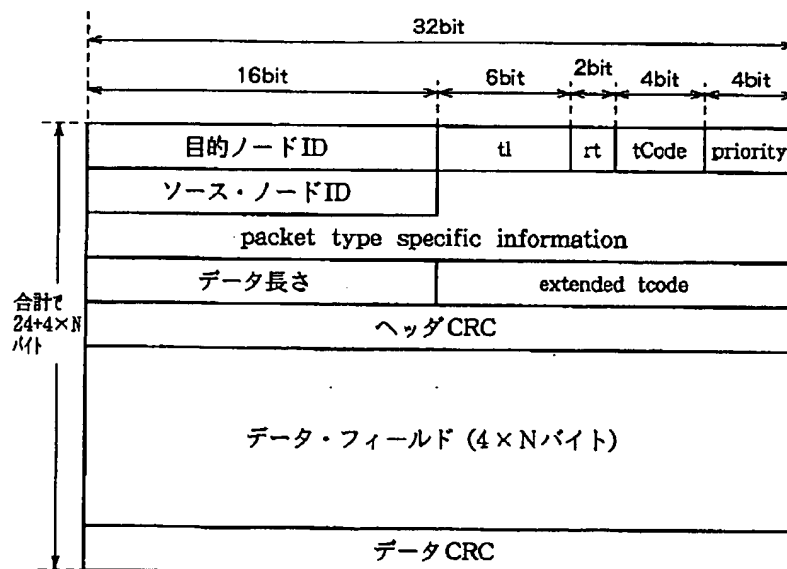 32bit
16bit
6bit
2bit
4bit
4bit
目的ノードID
tl
rt
tCode
priority
ソース・ノードID
packet type specific information
データ長さ
extended tcode
合計で
24+4×N
バイト
ヘッダCRC
データ・フィールド (4×Nバイト)
データCRC